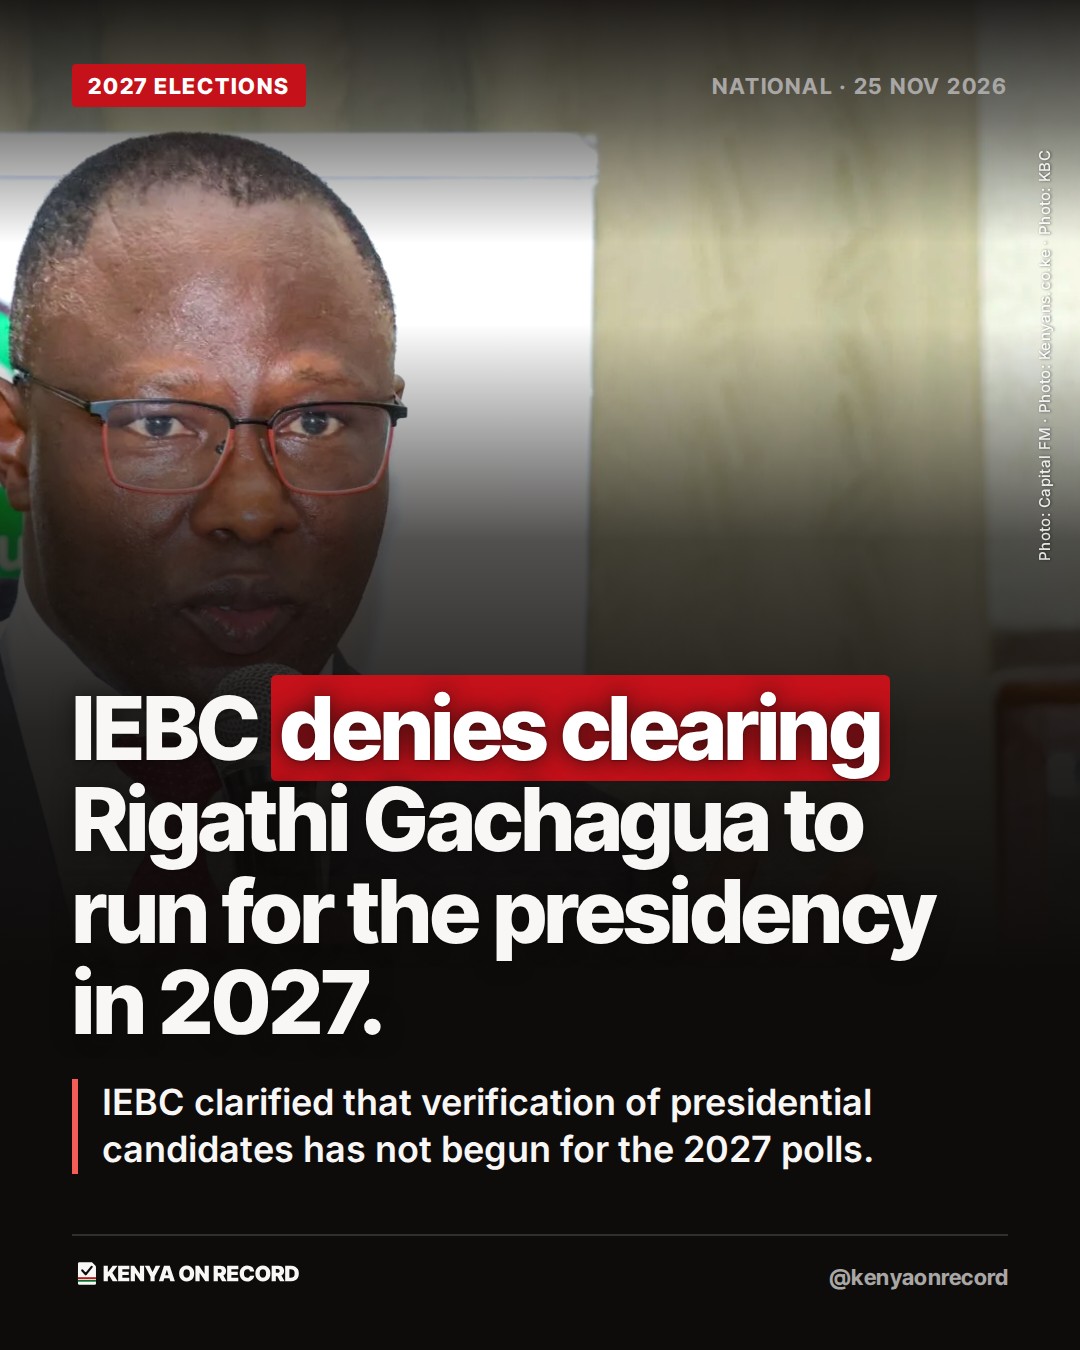 2027 ELECTIONS
NATIONAL · 25 NOV 2026
Photo: Capital FM · Photo: Kenyans.co.ke · Photo: KBC
u
IEBC denies clearing
Rigathi Gachagua to
run for the presidency
in 2027.
IEBC clarified that verification of presidential
candidates has not begun for the 2027 polls.
KENYA ON RECORD
@kenyaonrecord